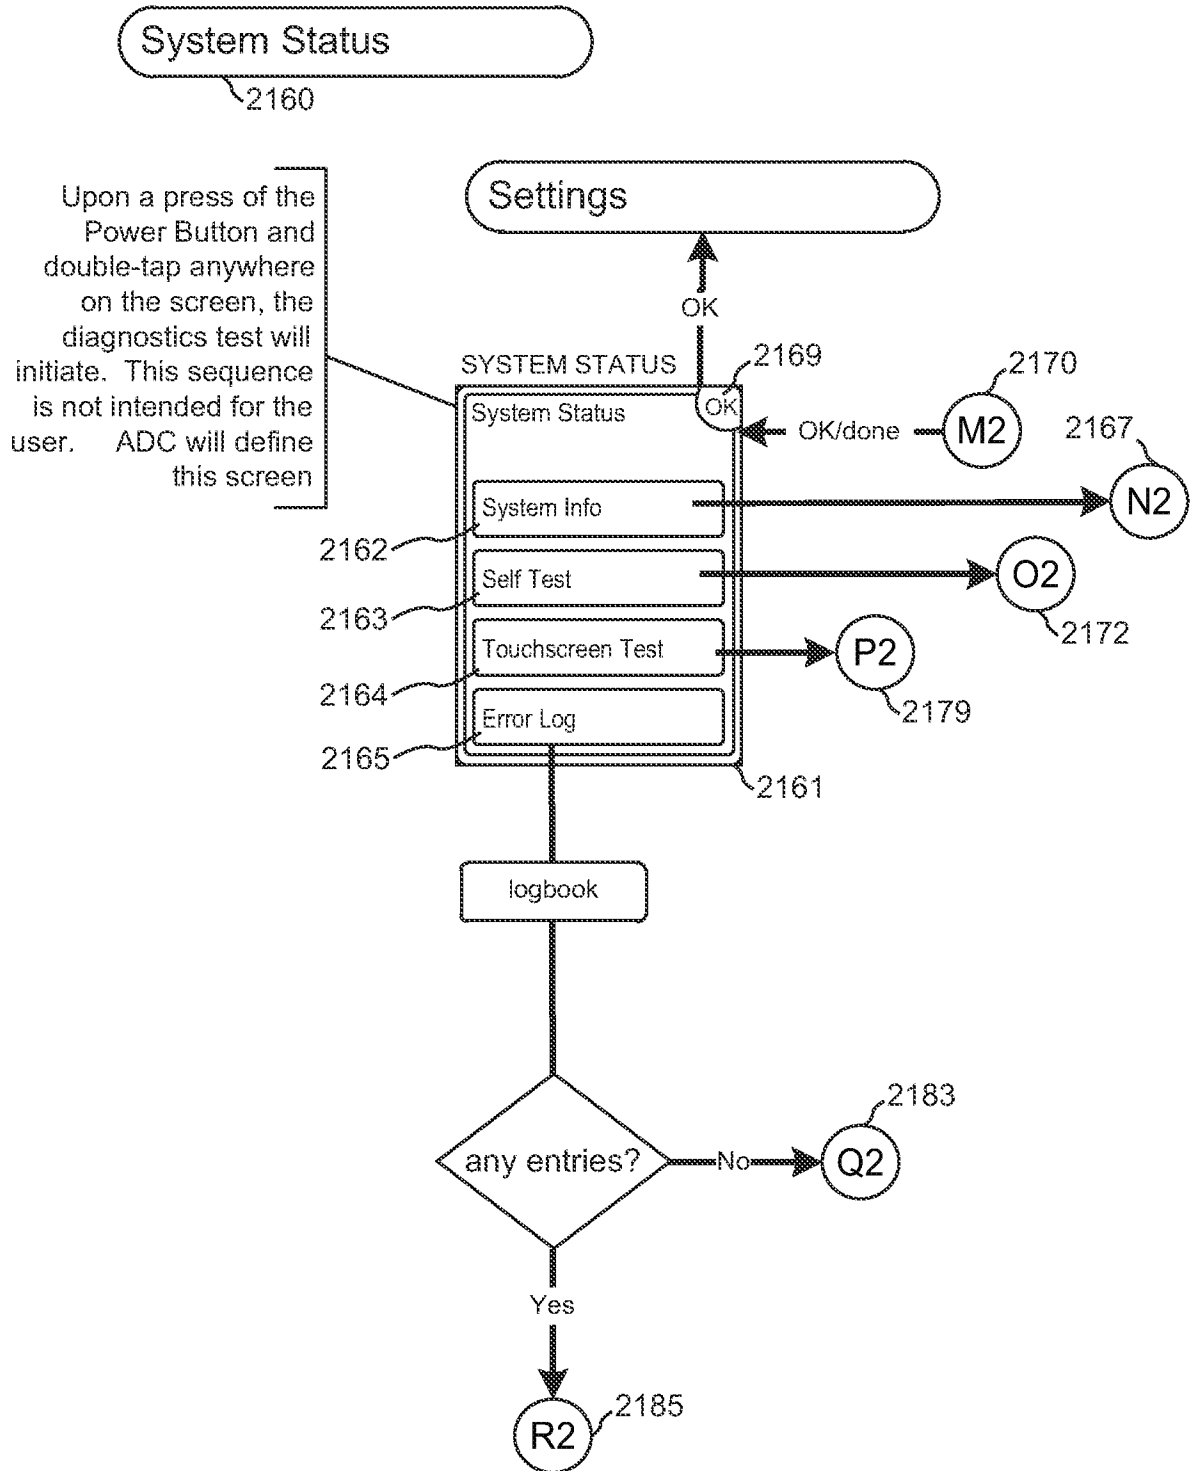 System Status
2160
Upon a press of the
Power Button and
double-tap anywhere
on the screen, the
diagnostics test will
initiate. This sequence
is not intended for the
user. ADC will define
this screen
Settings
OK
SYSTEM STATUS
2169
System Status
OK
OK/done
M2
2170
System Info
2162
N2
2167
Self Test
2163
O2
2172
Touchscreen Test
2164
P2
2179
Error Log
2165
2161
logbook
any entries?
No
Q2
2183
Yes
R2
2185